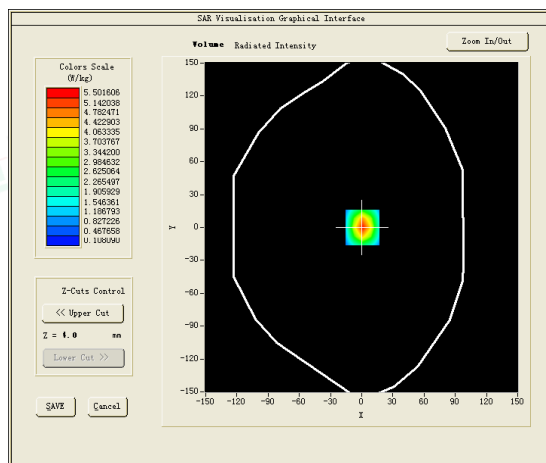 SAR Visualisation Graphical Interface
Volume Radiated Intensity
Zoom In/Out
Colors Scale
(W/kg)
5.501606
5.142038
4.782471
4.422903
4.063335
3.703767
3.344200
2.984632
2.625064
2.265497
1.905929
1.546361
1.186793
0.827226
0.467658
0.108090
Z-Cuts Control
<< Upper Cut
Z = 4.0 mm
Lower Cut >>
SAVE Cancel
150
120
90
60
30
0
-30
-60
-90
-120
-150
Y
-150 -120 -90 -60 -30 0 30 60 90 120 150
X